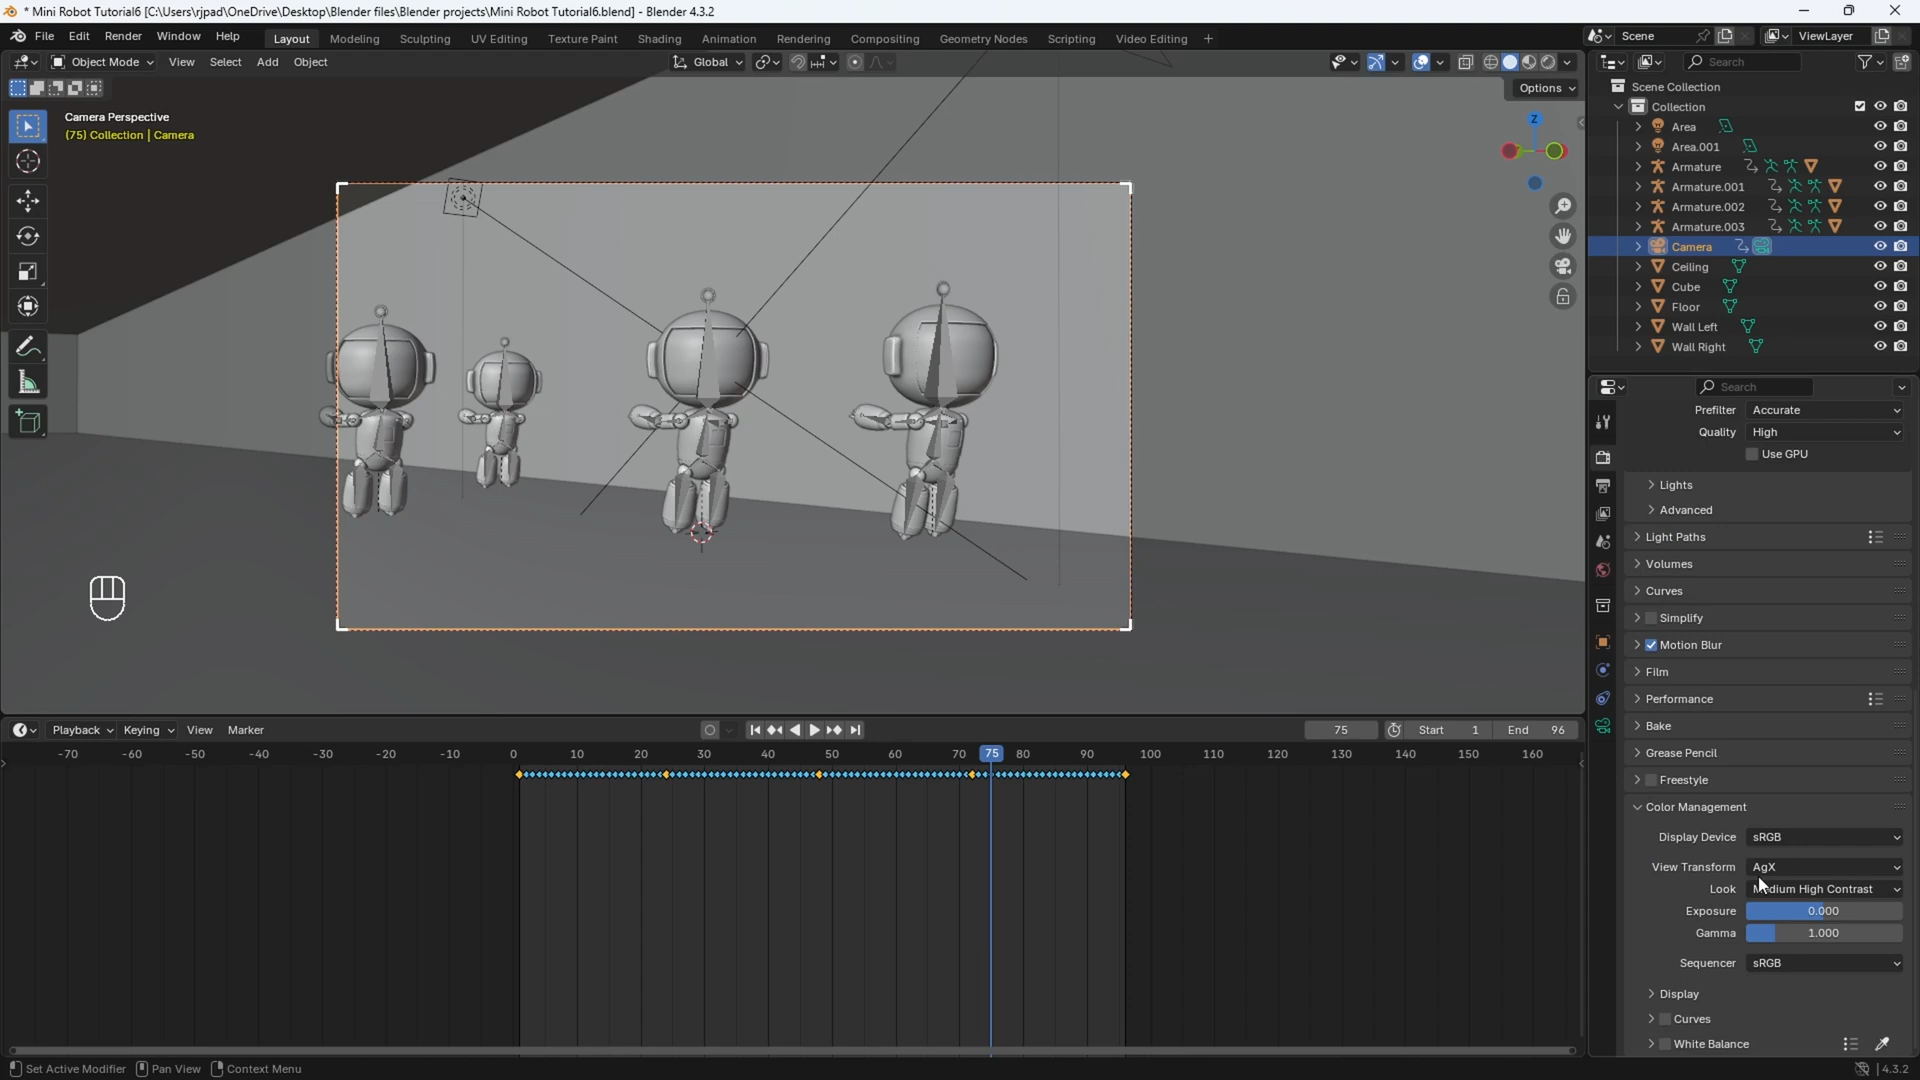 * Mini Robot Tutorial6 [C:\Users\rjpad\OneDrive\Desktop\Blender files\Blender projects\Mini Robot Tutorial6.blend] - Blender 4.3.2
File Edit Render Window Help
Layout Modeling Sculpting UV Editing Texture Paint Shading Animation Rendering Compositing Geometry Nodes Scripting Video Editing +
Scene
ViewLayer
Object Mode View Select Add Object
Global
Search
Options
Camera Perspective
(75) Collection | Camera
Z
Scene Collection
Collection
Area
Area.001
Armature
Armature.001
Armature.002
Armature.003
Camera
Ceiling
Cube
Floor
Wall Left
Wall Right
Search
Prefilter Accurate
Quality High
Use GPU
Lights
Advanced
Light Paths
Volumes
Curves
Simplify
Motion Blur
Film
Performance
Bake
Grease Pencil
Freestyle
Color Management
Display Device sRGB
View Transform AgX
Look Medium High Contrast
Exposure 0.000
Gamma 1.000
Sequencer sRGB
Display
Curves
White Balance
Playback Keying View Marker
75 Start 1 End 96
-70 -60 -50 -40 -30 -20 -10 0 10 20 30 40 50 60 70 75 80 90 100 110 120 130 140 150 160
Set Active Modifier Pan View Context Menu
4.3.2